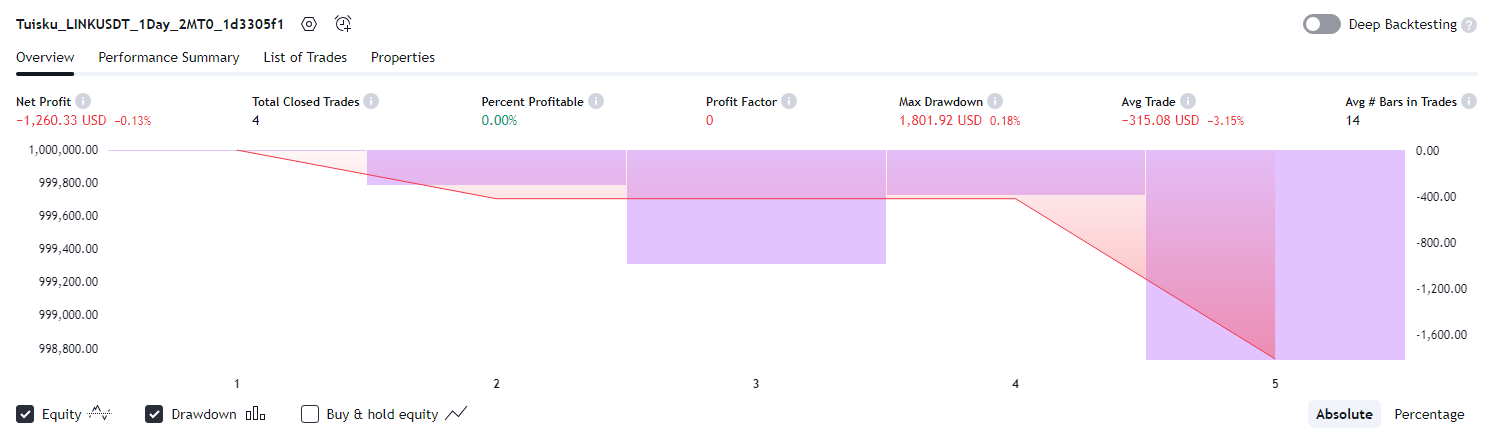 Tuisku_LINKUSDT_1Day_2MT0_1d3305f1 Deep Backtesting ?
Overview Performance Summary List of Trades Properties
Net Profit i Total Closed Trades i Percent Profitable i Profit Factor i Max Drawdown i Avg Trade i Avg # Bars in Trades i
−1,260.33 USD −0.13% 4 0.00% 0 1,801.92 USD 0.18% −315.08 USD −3.15% 14
1,000,000.00 0.00
999,800.00 -400.00
999,600.00 -800.00
999,400.00 -1,200.00
999,200.00 -1,600.00
999,000.00
998,800.00
1 2 3 4 5
Equity Drawdown Buy & hold equity Absolute Percentage